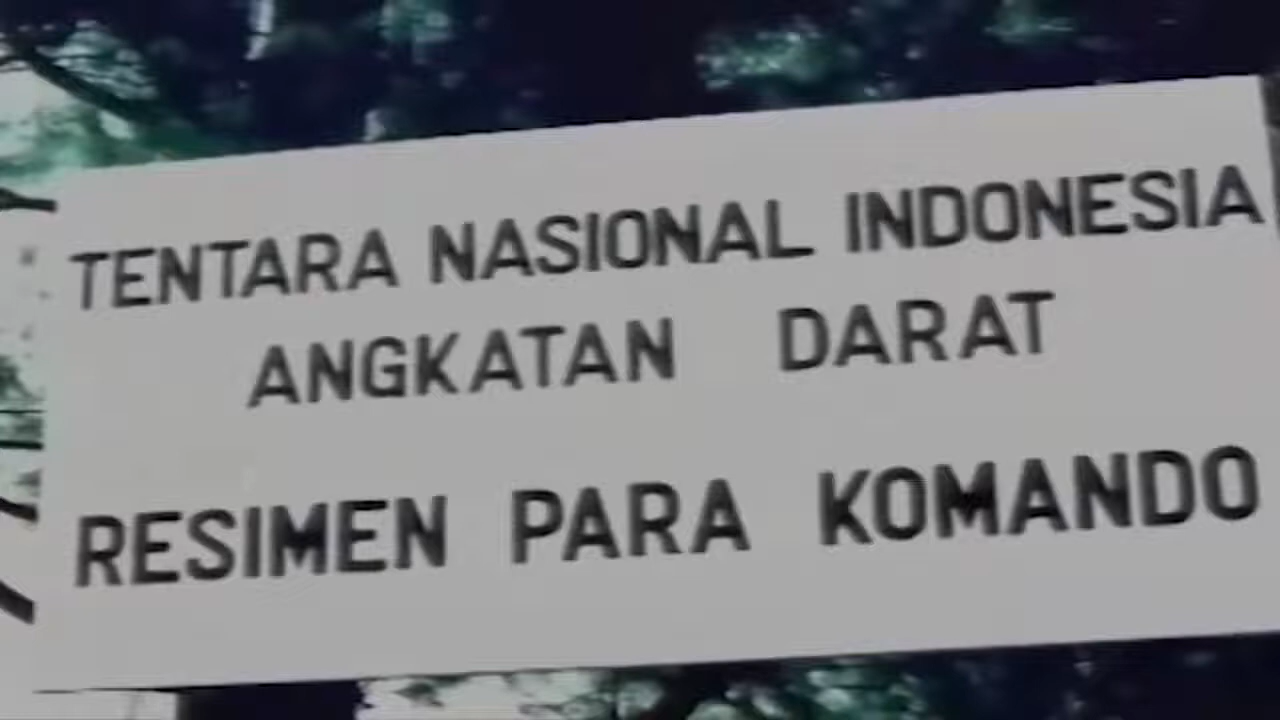 TENTARA NASIONAL INDONESIA
ANGKATAN DARAT
RESIMEN PARA KOMANDO